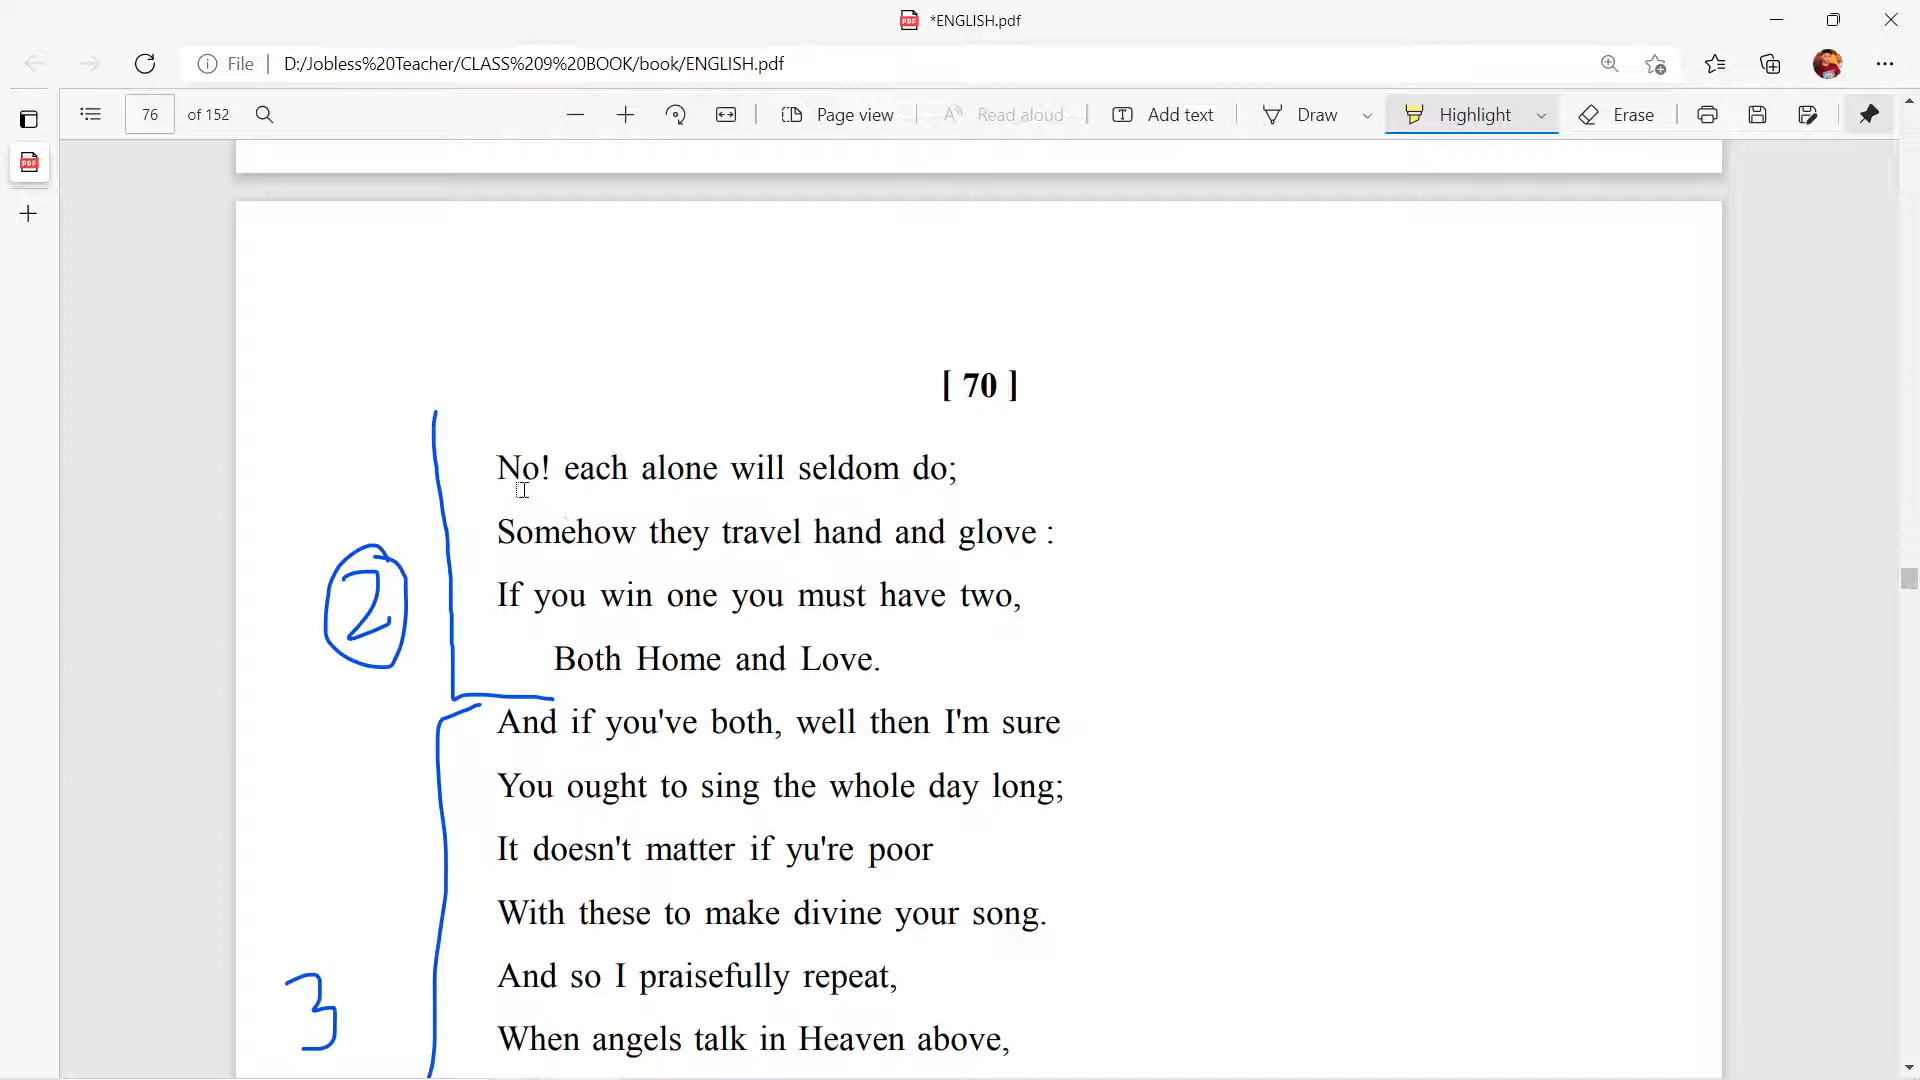 *ENGLISH.pdf
File D:/Jobless%20Teacher/CLASS%209%20BOOK/book/ENGLISH.pdf
76 of 152 Page view Read aloud Add text Draw Highlight Erase
[ 70 ]
No! each alone will seldom do;
Somehow they travel hand and glove :
If you win one you must have two,
Both Home and Love.
2
And if you've both, well then I'm sure
You ought to sing the whole day long;
It doesn't matter if yu're poor
With these to make divine your song.
And so I praisefully repeat,
When angels talk in Heaven above,
3